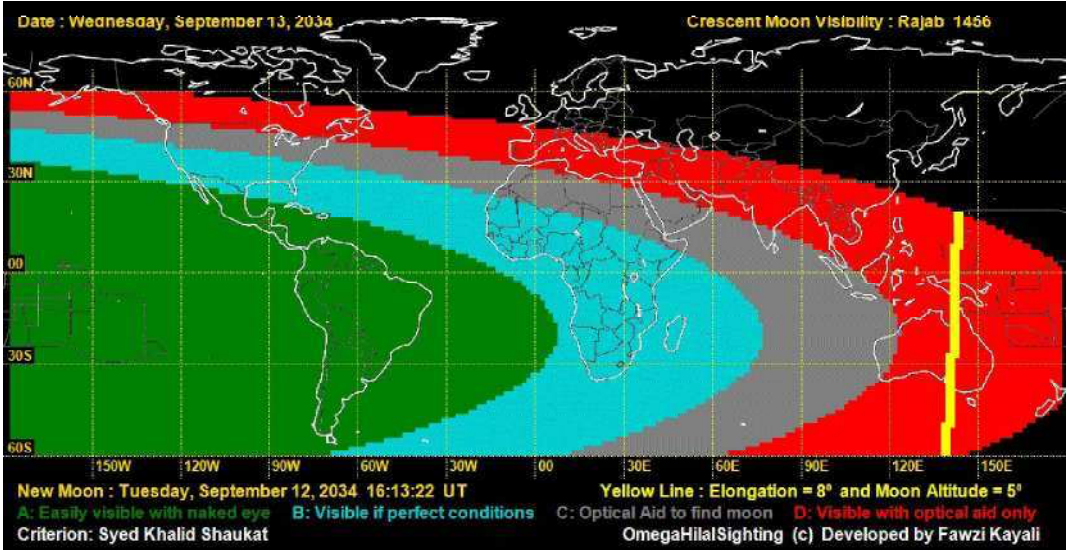 Date : Wednesday, September 13, 2034 Crescent Moon Visibility : Rajab 1456
60N
30N
00
30S
60S
150W 120W 90W 60W 30W 00 30E 60E 90E 120E 150E
New Moon : Tuesday, September 12, 2034 16:13:22 UT Yellow Line : Elongation = 8º and Moon Altitude = 5º
A: Easily visible with naked eye B: Visible if perfect conditions C: Optical Aid to find moon D: Visible with optical aid only
Criterion: Syed Khalid Shaukat OmegaHilalSighting (c) Developed by Fawzi Kayali